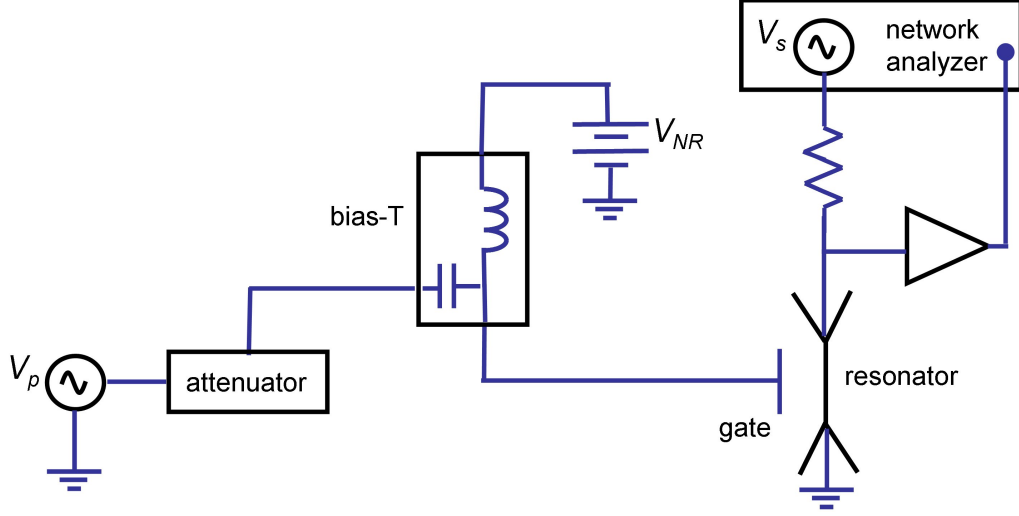 V_s
network
analyzer
V_NR
bias-T
V_p
attenuator
resonator
gate